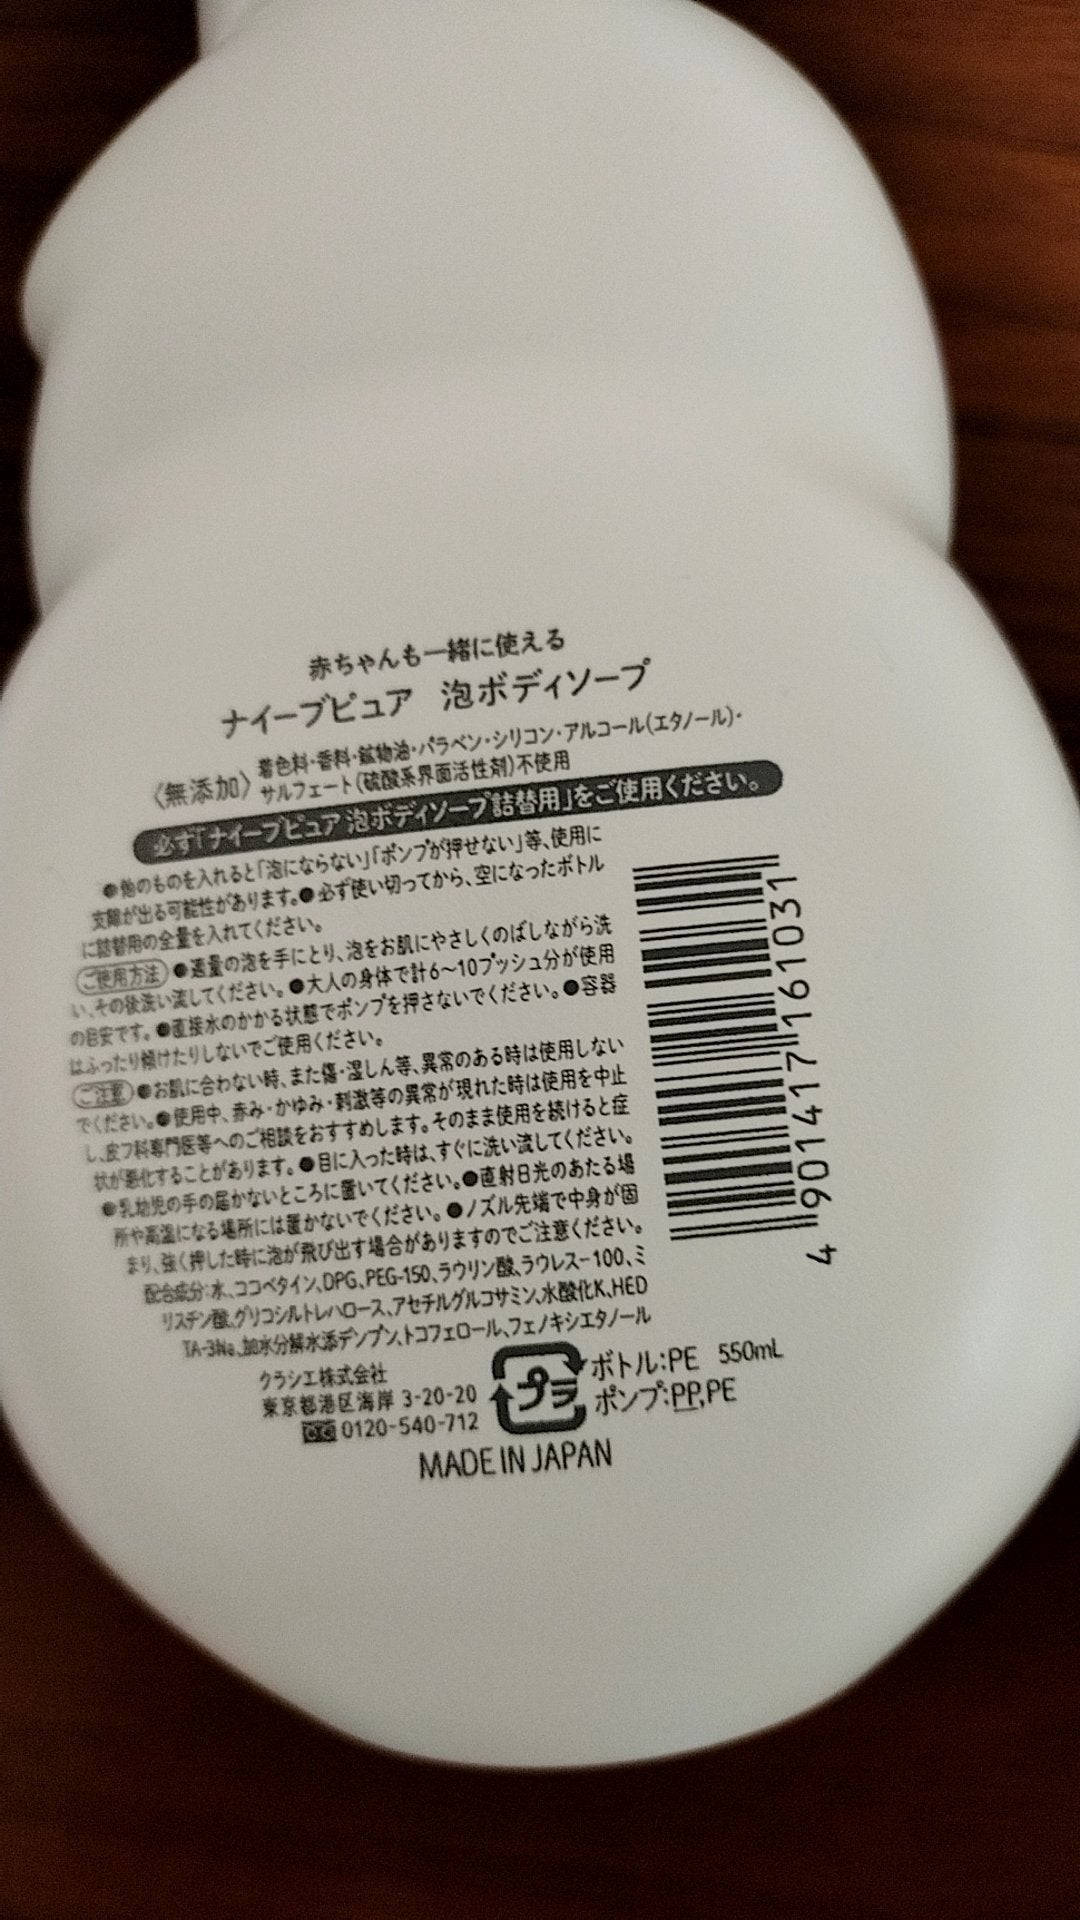 赤ちゃんも一緒に使える
ナイーブピュア 泡ボディソープ
〈無添加〉着色料・香料・鉱物油・パラベン・シリコン・アルコール(エタノール)・
サルフェート(硫酸系界面活性剤)不使用
必ず「ナイーブピュア 泡ボディソープ詰替用」をご使用ください。
●他のものを入れると「泡にならない」「ポンプが押せない」等、使用に
支障が出る可能性があります。●必ず使い切ってから、空になったボトル
に詰替用の全量を入れてください。
ご使用方法 ●適量の泡を手にとり、泡をお肌にやさしくのばしながら洗
い、その後洗い流してください。●大人の身体で計6〜10プッシュ分が使用
の目安です。●直接水のかかる状態でポンプを押さないでください。●容器
はふったり傾けたりしないでご使用ください。
ご注意 ●お肌に合わない時、また傷・湿しん等、異常のある時は使用しない
でください。●使用中、赤み・かゆみ・刺激等の異常が現れた時は使用を中止
し、皮フ科専門医等へのご相談をおすすめします。そのまま使用を続けると症
状が悪化することがあります。●目に入った時は、すぐに洗い流してください。
●乳幼児の手の届かないところに置いてください。●直射日光のあたる場
所や高温になる場所には置かないでください。●ノズル先端で中身が固
まり、強く押した時に泡が飛び出す場合がありますのでご注意ください。
配合成分:水、ココベタイン、DPG、PEG-150、ラウリン酸、ラウレス-100、ミ
リスチン酸、グリコシルトレハロース、アセチルグルコサミン、水酸化K、HED
TA-3Na、加水分解水添デンプン、トコフェロール、フェノキシエタノール
クラシエ株式会社
東京都港区海岸 3-20-20
0120-540-712
プラ
ボトル:PE 550mL
ポンプ:PP,PE
MADE IN JAPAN
4 901417 161031